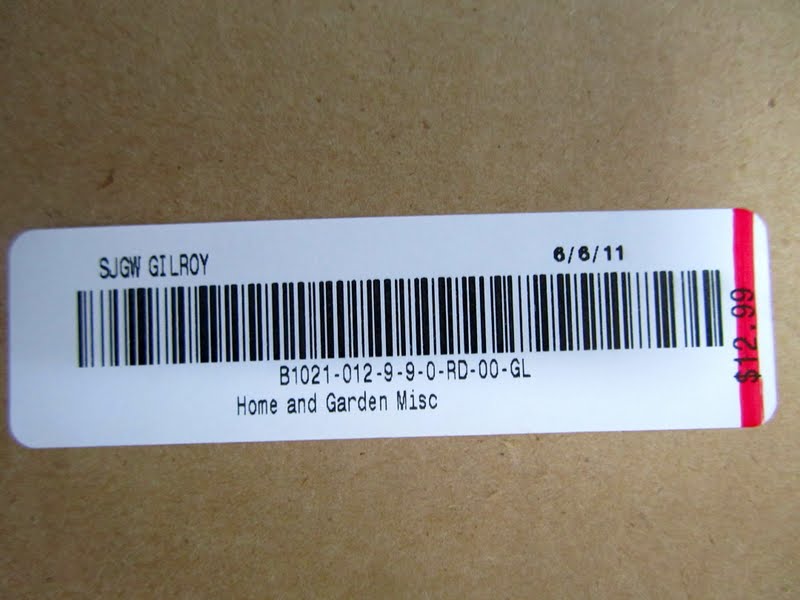 SJGW GILROY
6/6/11
B1021-012-9-9-0-RD-00-GL
Home and Garden Misc
$12.99